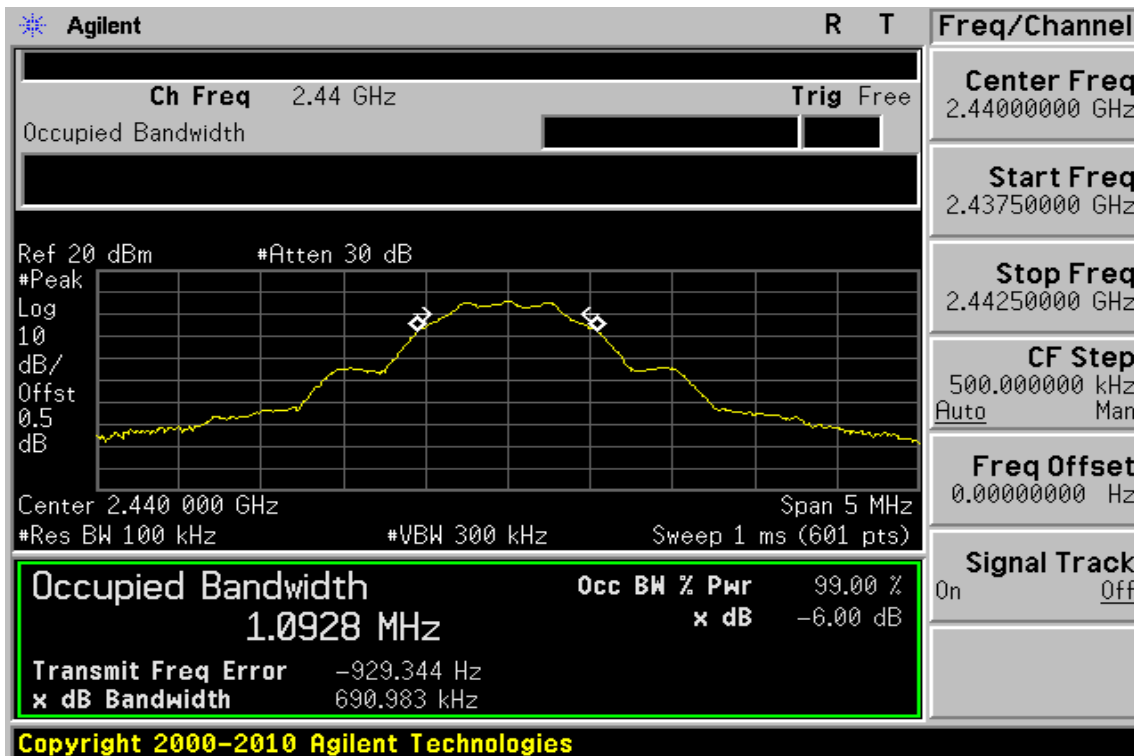 Agilent R T
Ch Freq 2.44 GHz Trig Free
Occupied Bandwidth
Ref 20 dBm #Atten 30 dB
#Peak
Log
10
dB/
Offst
0.5
dB
Center 2.440 000 GHz Span 5 MHz
#Res BW 100 kHz #VBW 300 kHz Sweep 1 ms (601 pts)
Occupied Bandwidth
1.0928 MHz
Occ BW % Pwr 99.00 %
x dB -6.00 dB
Transmit Freq Error -929.344 Hz
x dB Bandwidth 690.983 kHz
Copyright 2000-2010 Agilent Technologies
Freq/Channel
Center Freq
2.44000000 GHz
Start Freq
2.43750000 GHz
Stop Freq
2.44250000 GHz
CF Step
500.000000 kHz
Auto Man
Freq Offset
0.00000000 Hz
Signal Track
On Off